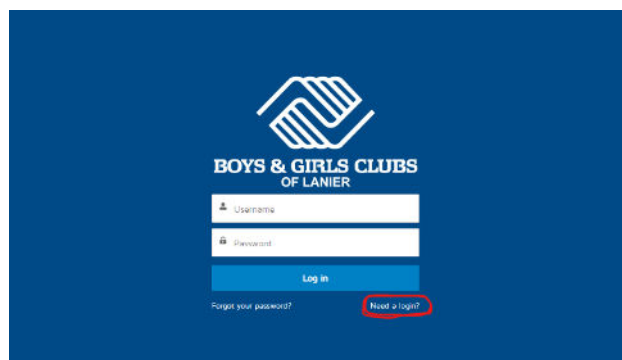 BOYS & GIRLS CLUBS
OF LANIER
Username
Password
Log in
Forgot your password?
Need a login?